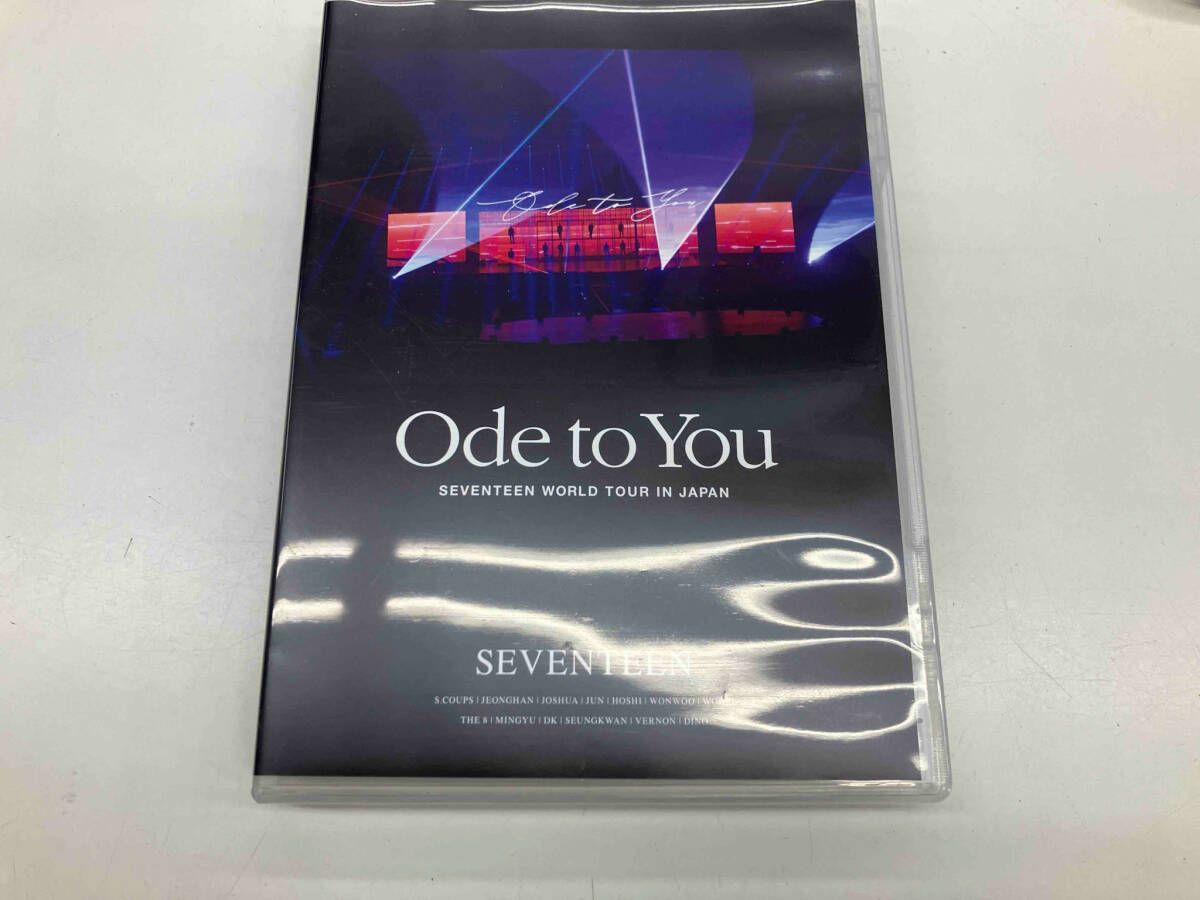 Ode to You
Ode to You
SEVENTEEN WORLD TOUR IN JAPAN
SEVENTEEN
S.COUPS | JEONGHAN | JOSHUA | JUN | HOSHI | WONWOO |
THE 8 | MINGYU | DK | SEUNGKWAN | VERNON | DINO